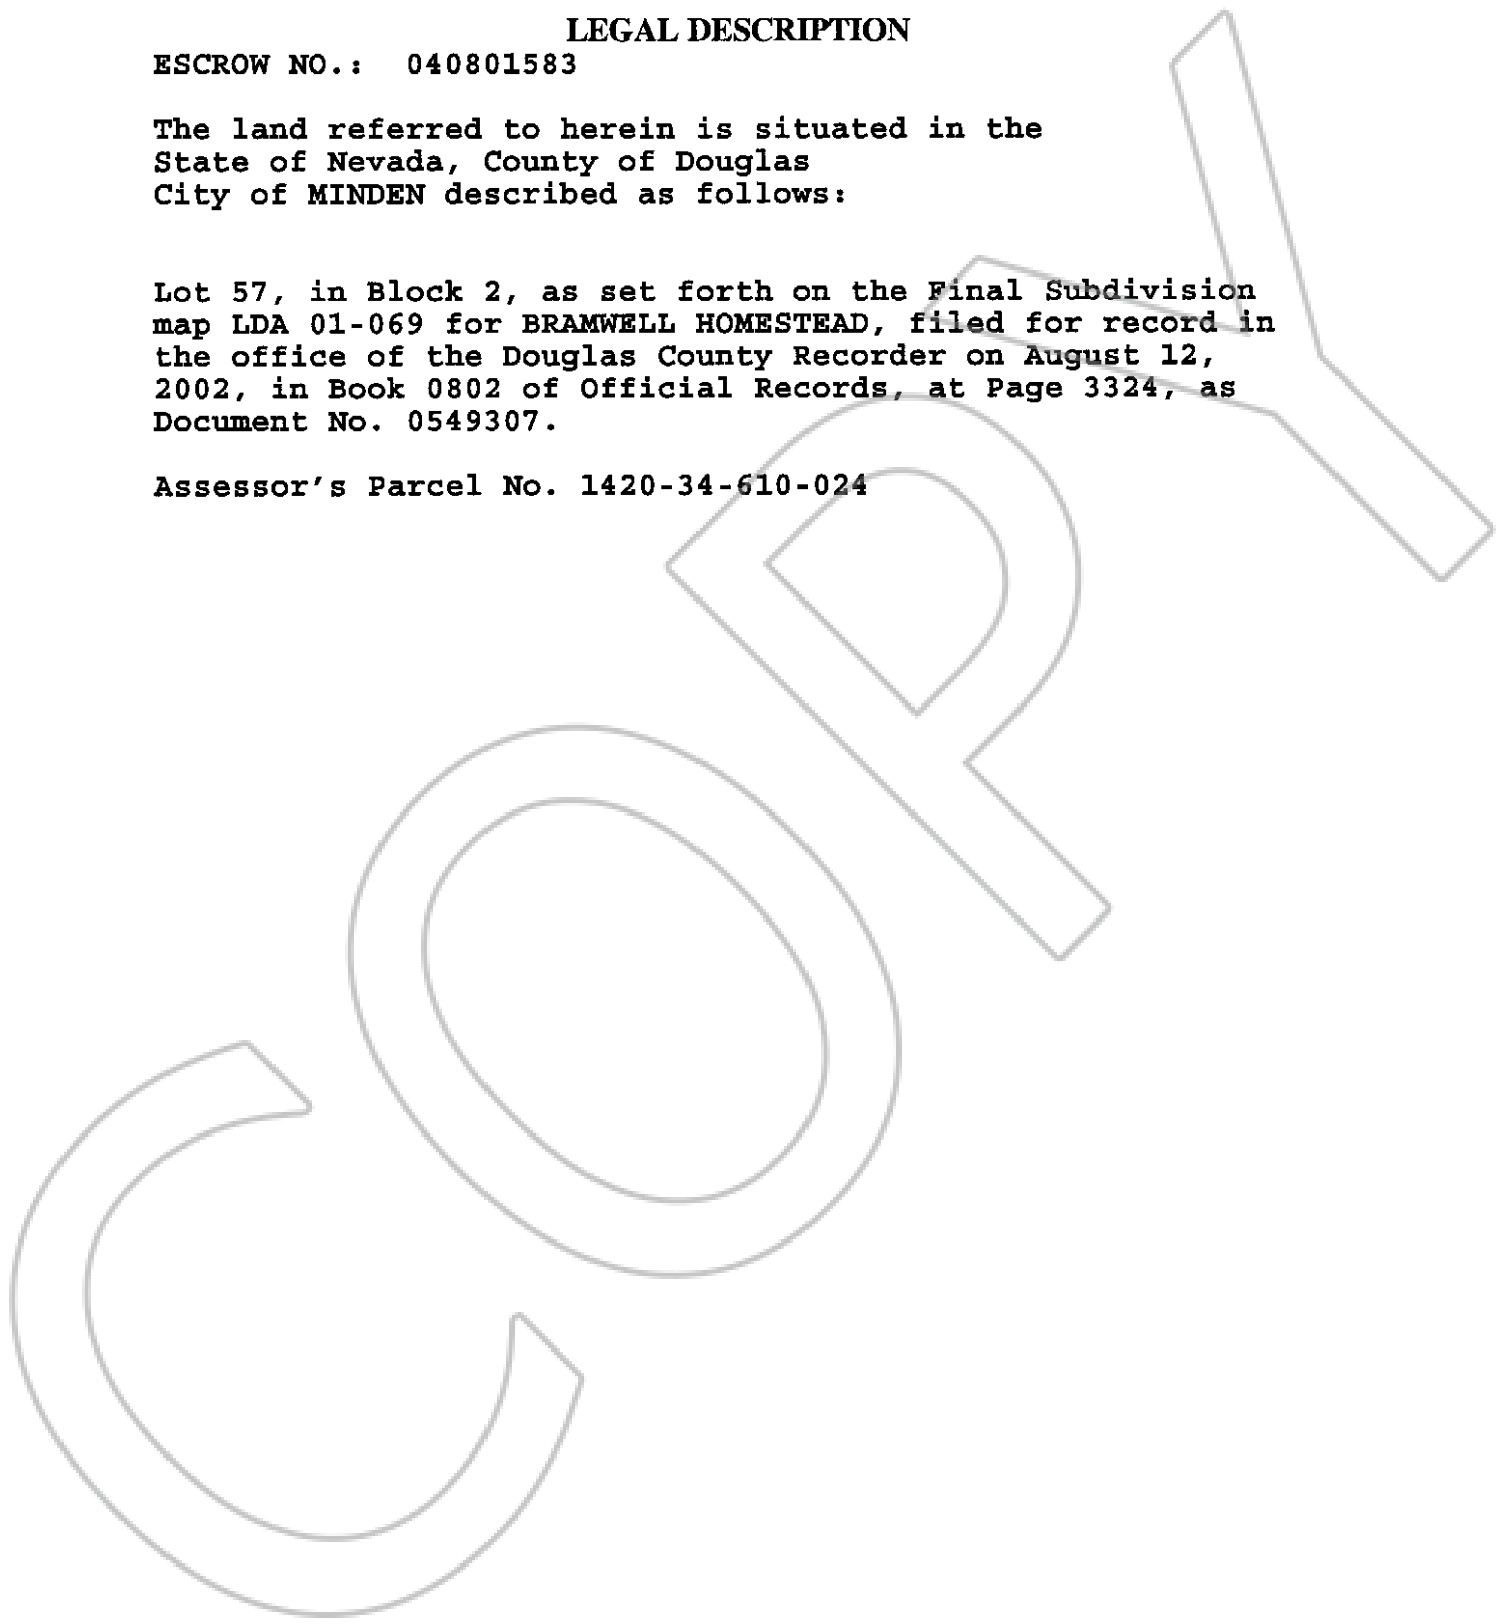 LEGAL DESCRIPTION
ESCROW NO.: 040801583
The land referred to herein is situated in the
State of Nevada, County of Douglas
City of MINDEN described as follows:
Lot 57, in Block 2, as set forth on the Final Subdivision
map LDA 01-069 for BRAMWELL HOMESTEAD, filed for record in
the office of the Douglas County Recorder on August 12,
2002, in Book 0802 of Official Records, at Page 3324, as
Document No. 0549307.
Assessor's Parcel No. 1420-34-610-024
COPY